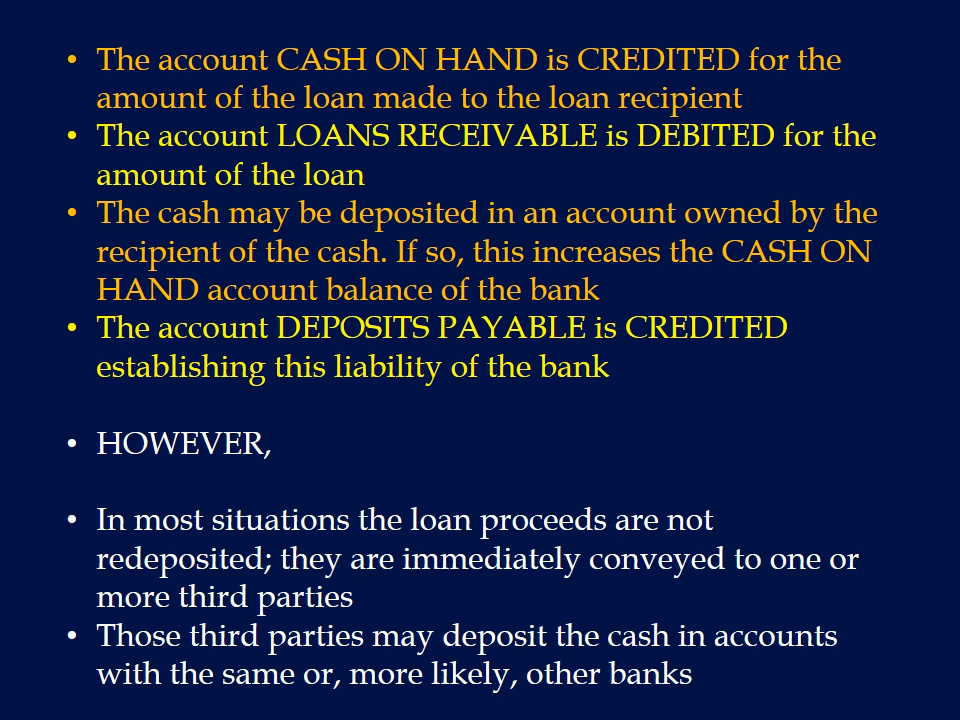 • The account CASH ON HAND is CREDITED for the
amount of the loan made to the loan recipient
• The account LOANS RECEIVABLE is DEBITED for the
amount of the loan
• The cash may be deposited in an account owned by the
recipient of the cash. If so, this increases the CASH ON
HAND account balance of the bank
• The account DEPOSITS PAYABLE is CREDITED
establishing this liability of the bank
• HOWEVER,
• In most situations the loan proceeds are not
redeposited; they are immediately conveyed to one or
more third parties
• Those third parties may deposit the cash in accounts
with the same or, more likely, other banks